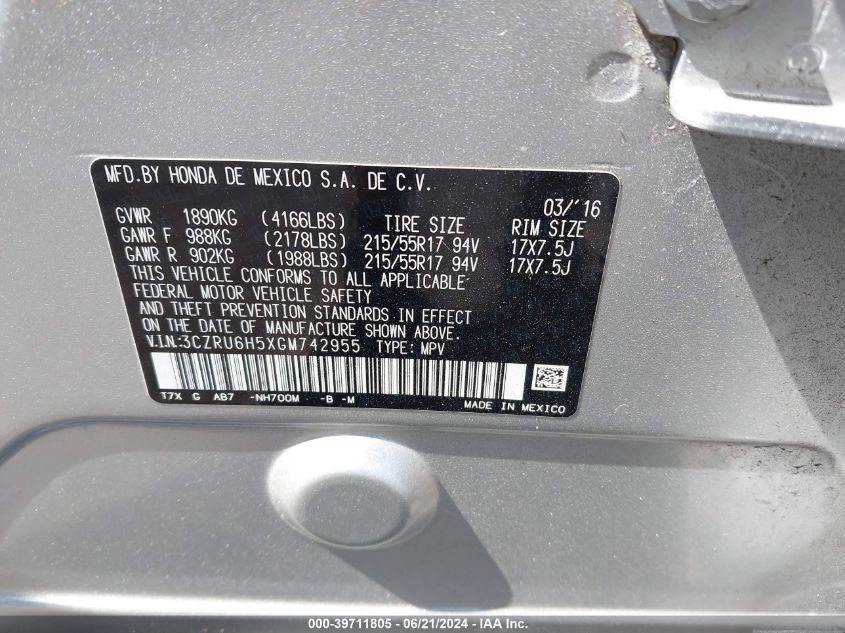 MFD.BY HONDA DE MEXICO S.A. DE C.V.
03/'16
GVWR 1890KG (4166LBS) TIRE SIZE RIM SIZE
GAWR F 988KG (2178LBS) 215/55R17 94V 17X7.5J
GAWR R 902KG (1988LBS) 215/55R17 94V 17X7.5J
THIS VEHICLE CONFORMS TO ALL APPLICABLE
FEDERAL MOTOR VEHICLE SAFETY
AND THEFT PREVENTION STANDARDS IN EFFECT
ON THE DATE OF MANUFACTURE SHOWN ABOVE.
V.I.N:3CZRU6H5XGM742955 TYPE: MPV
T7X G AB7 -NH700M -B -M
MADE IN MEXICO
000-39711805 - 06/21/2024 - IAA Inc.